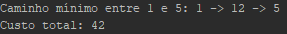 Caminho mínimo entre 1 e 5: 1 -> 12 -> 5
Custo total: 42